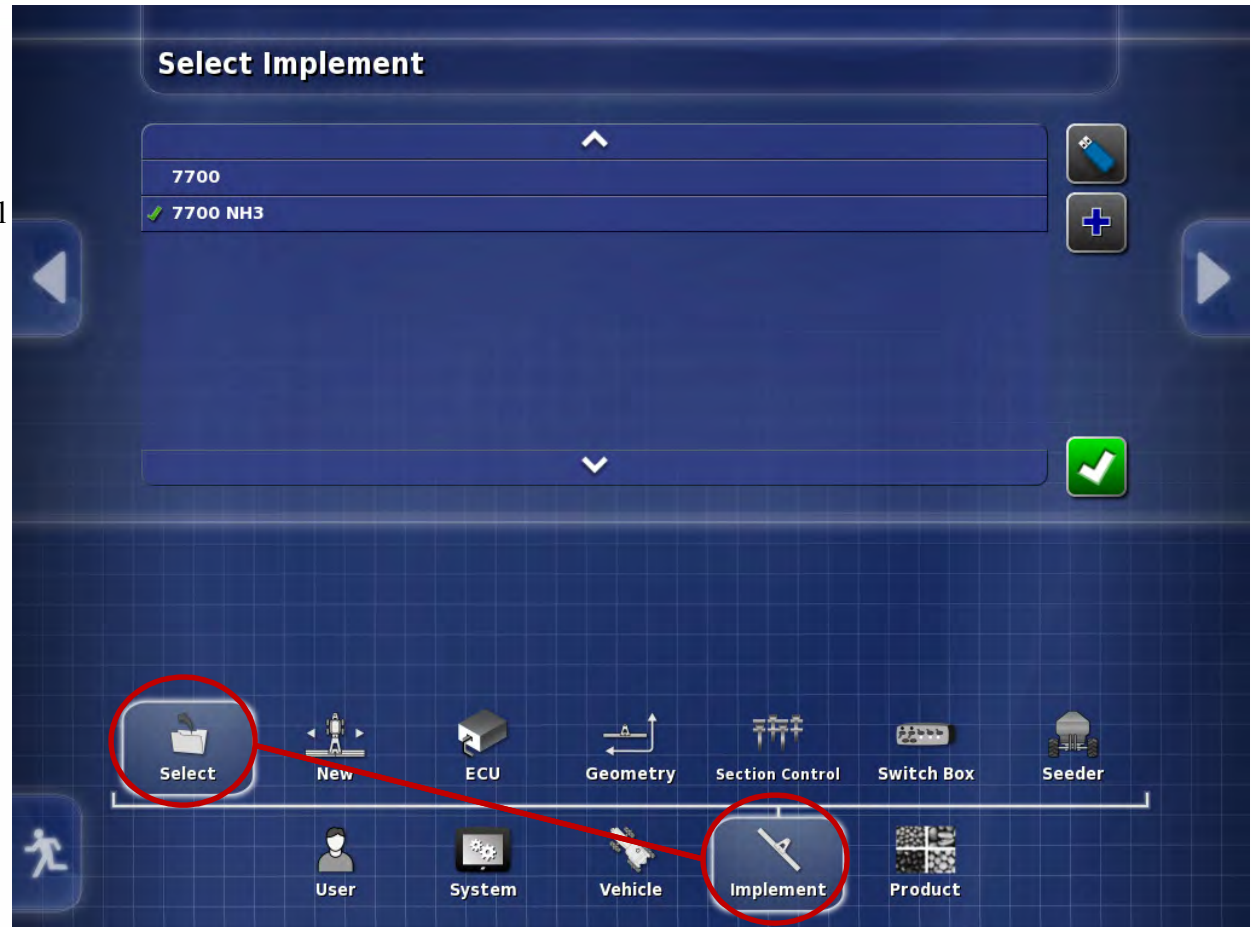 Select Implement
7700
7700 NH3
Select New ECU Geometry Section Control Switch Box Seeder
User System Vehicle Implement Product